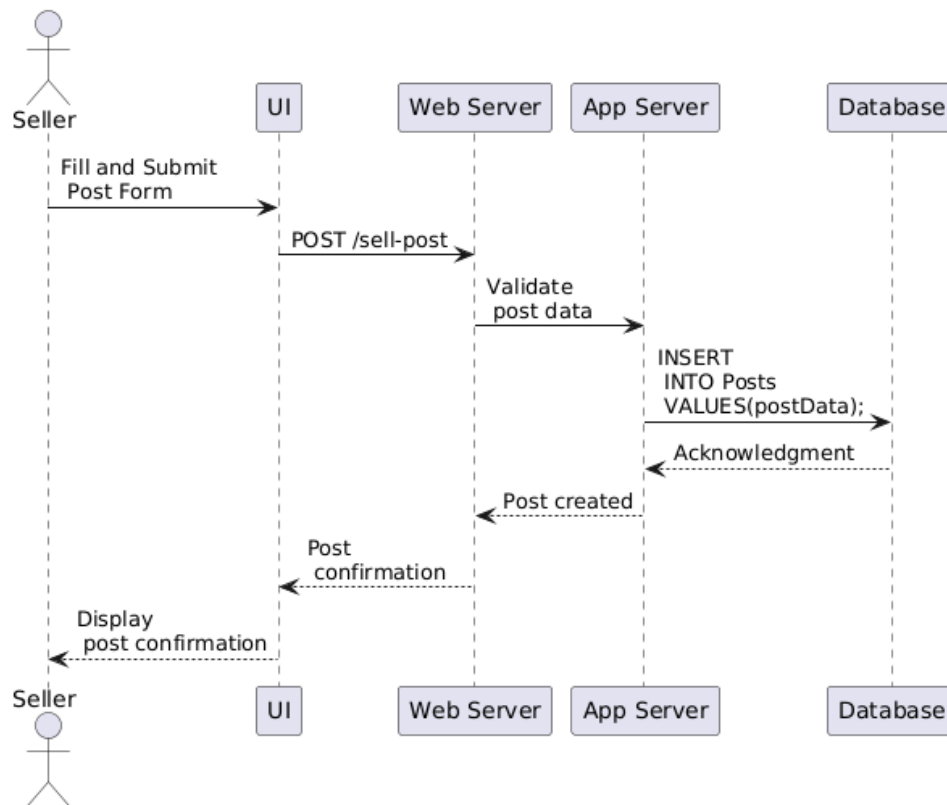 Seller
UI
Web Server
App Server
Database
Fill and Submit
Post Form
POST /sell-post
Validate
post data
INSERT
INTO Posts
VALUES(postData);
Acknowledgment
Post created
Post
confirmation
Display
post confirmation
Seller
UI
Web Server
App Server
Database